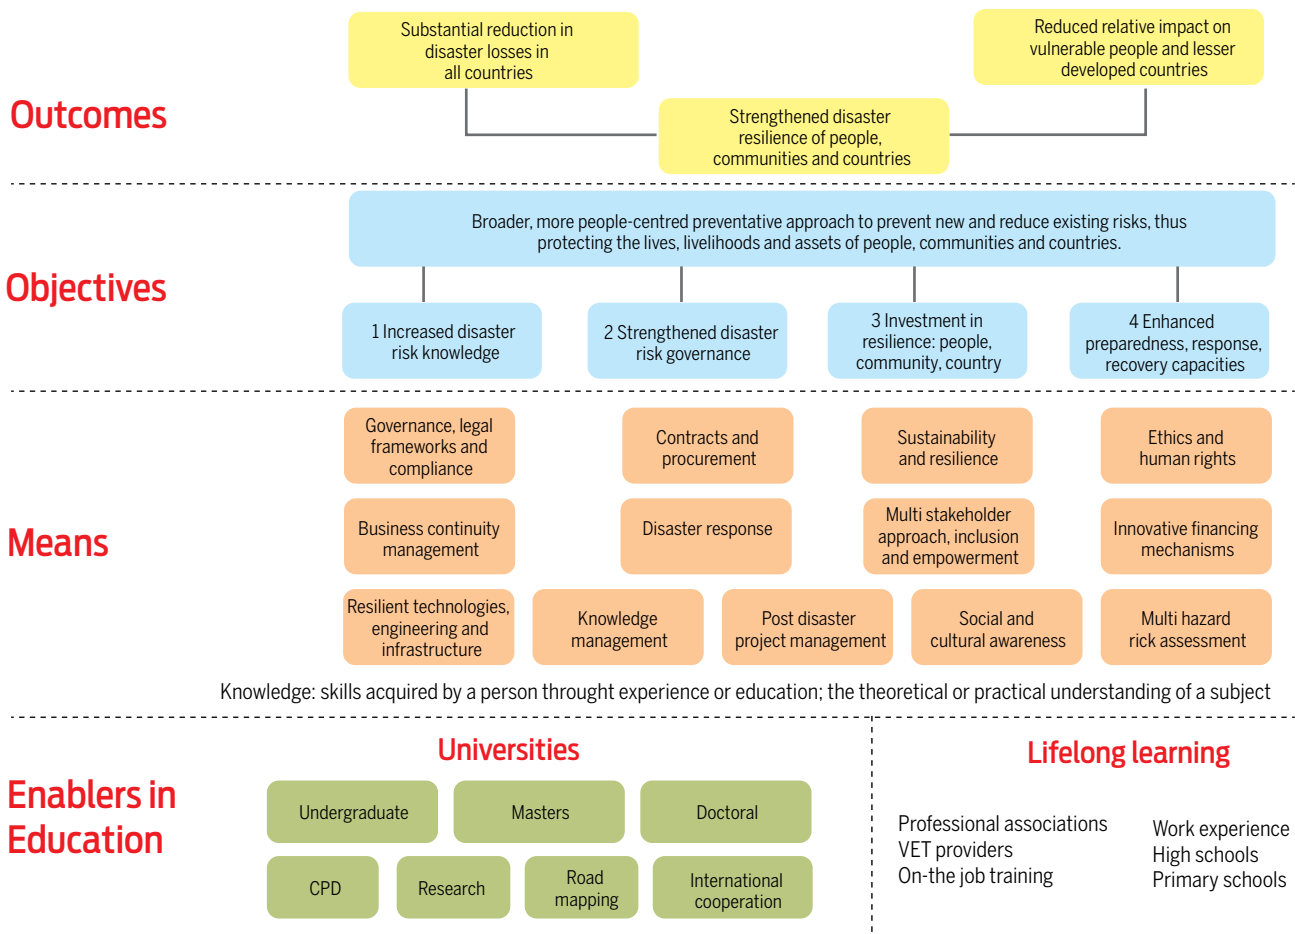 Outcomes
Substantial reduction in
disaster losses in
all countries
Reduced relative impact on
vulnerable people and lesser
developed countries
Strengthened disaster
resilience of people,
communities and countries
Objectives
Broader, more people-centred preventative approach to prevent new and reduce existing risks, thus
protecting the lives, livelihoods and assets of people, communities and countries.
1 Increased disaster
risk knowledge
2 Strengthened disaster
risk governance
3 Investment in
resilience: people,
community, country
4 Enhanced
preparedness, response,
recovery capacities
Means
Governance, legal
frameworks and
compliance
Contracts and
procurement
Sustainability
and resilience
Ethics and
human rights
Business continuity
management
Disaster response
Multi stakeholder
approach, inclusion
and empowerment
Innovative financing
mechanisms
Resilient technologies,
engineering and
infrastructure
Knowledge
management
Post disaster
project management
Social and
cultural awareness
Multi hazard
rick assessment
Knowledge: skills acquired by a person throught experience or education; the theoretical or practical understanding of a subject
Enablers in
Education
Universities
Undergraduate
Masters
Doctoral
CPD
Research
Road
mapping
International
cooperation
Lifelong learning
Professional associations
VET providers
On-the job training
Work experience
High schools
Primary schools